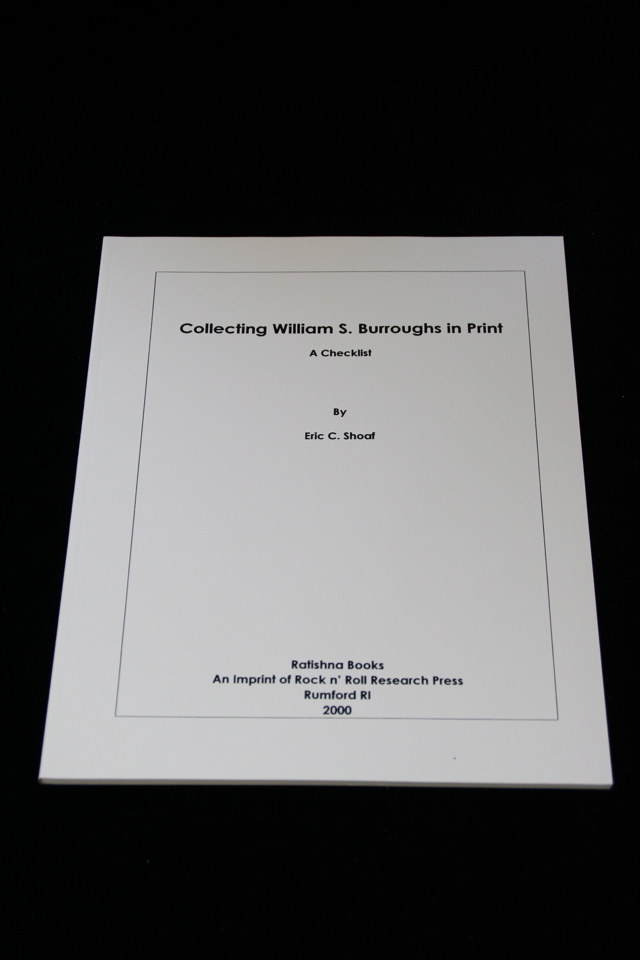 Collecting William S. Burroughs in Print
A Checklist
By
Eric C. Shoaf
Ratishna Books
An Imprint of Rock n' Roll Research Press
Rumford RI
2000